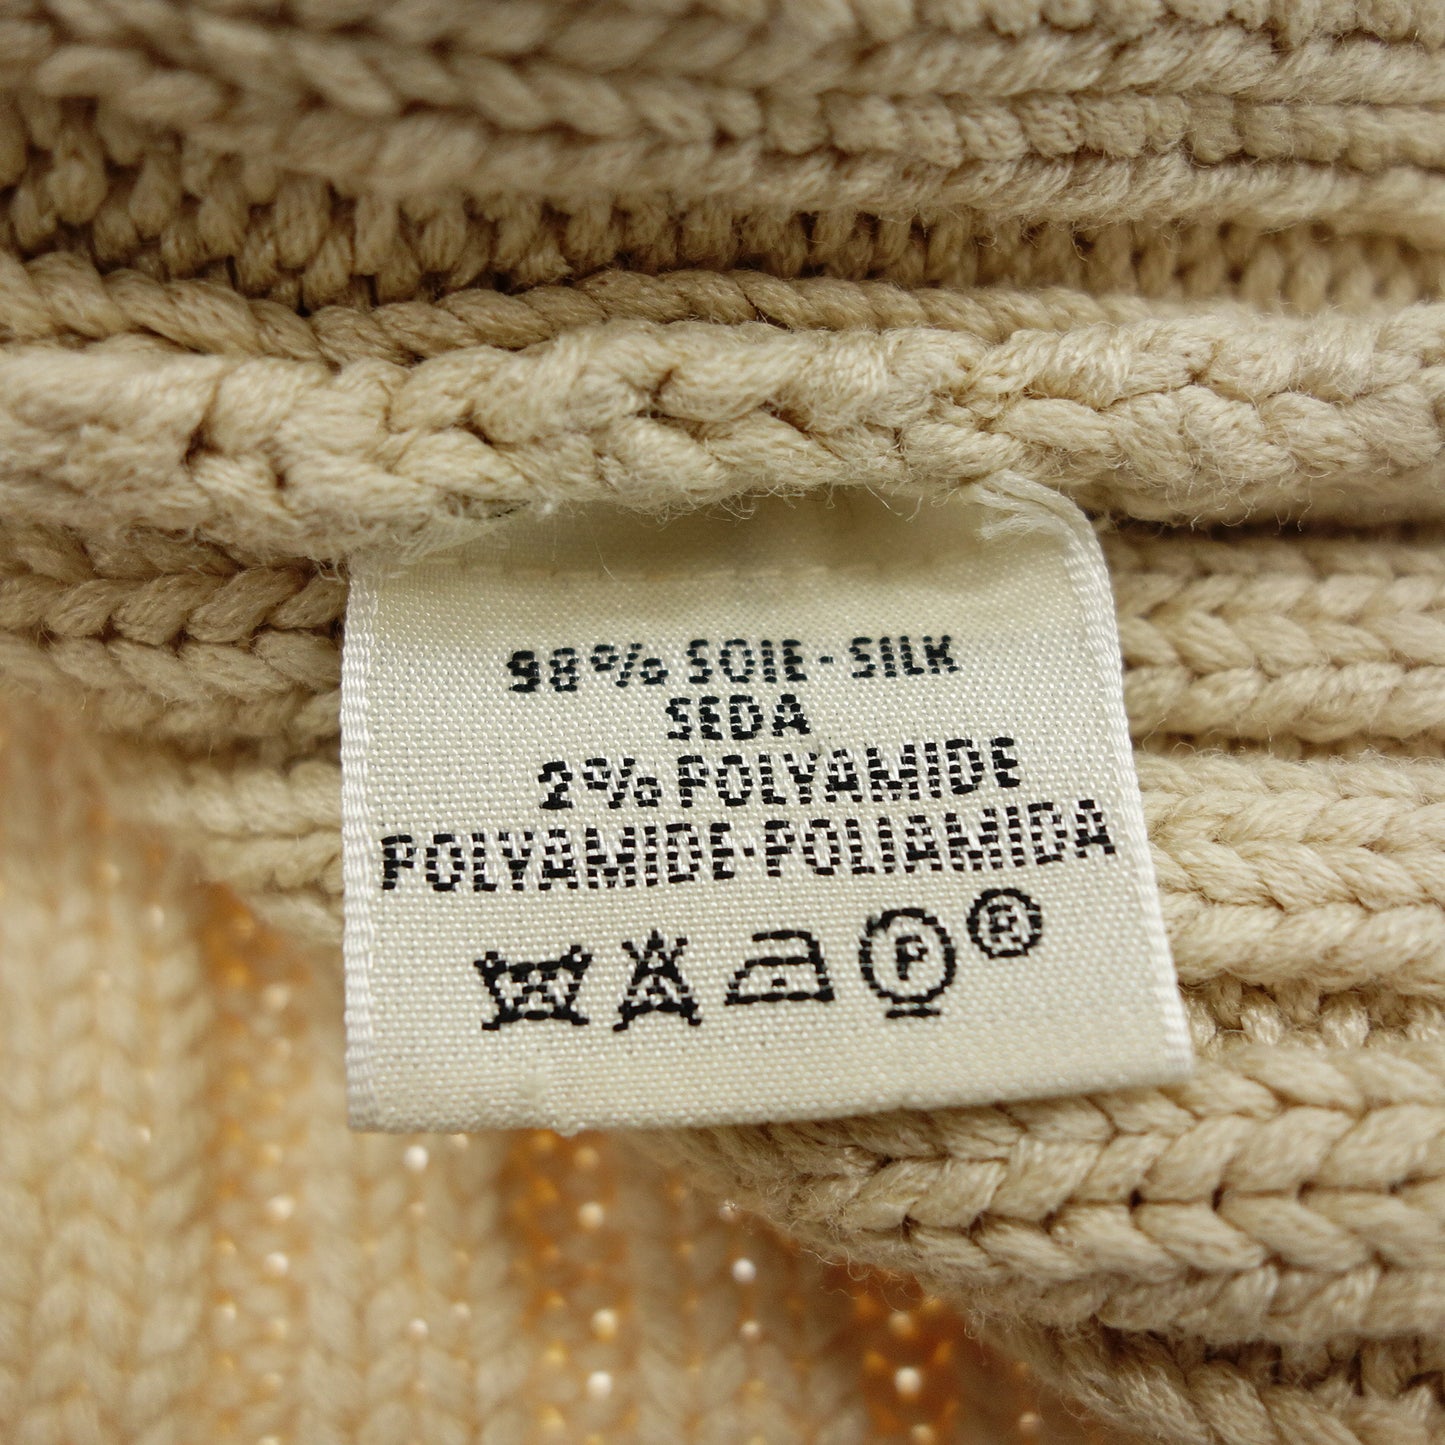 98% SOIE - SILK
SEDA
2% POLYAMIDE
POLYAMIDE-POLIAMIDA
P ®